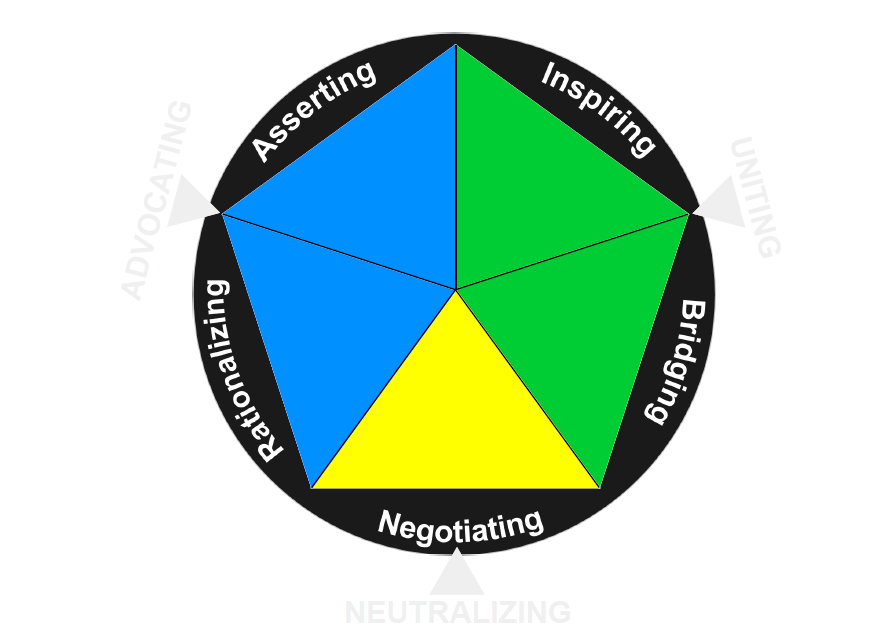 Asserting
Inspiring
ADVOCATING
UNITING
Rationalizing
Bridging
Negotiating
NEUTRALIZING